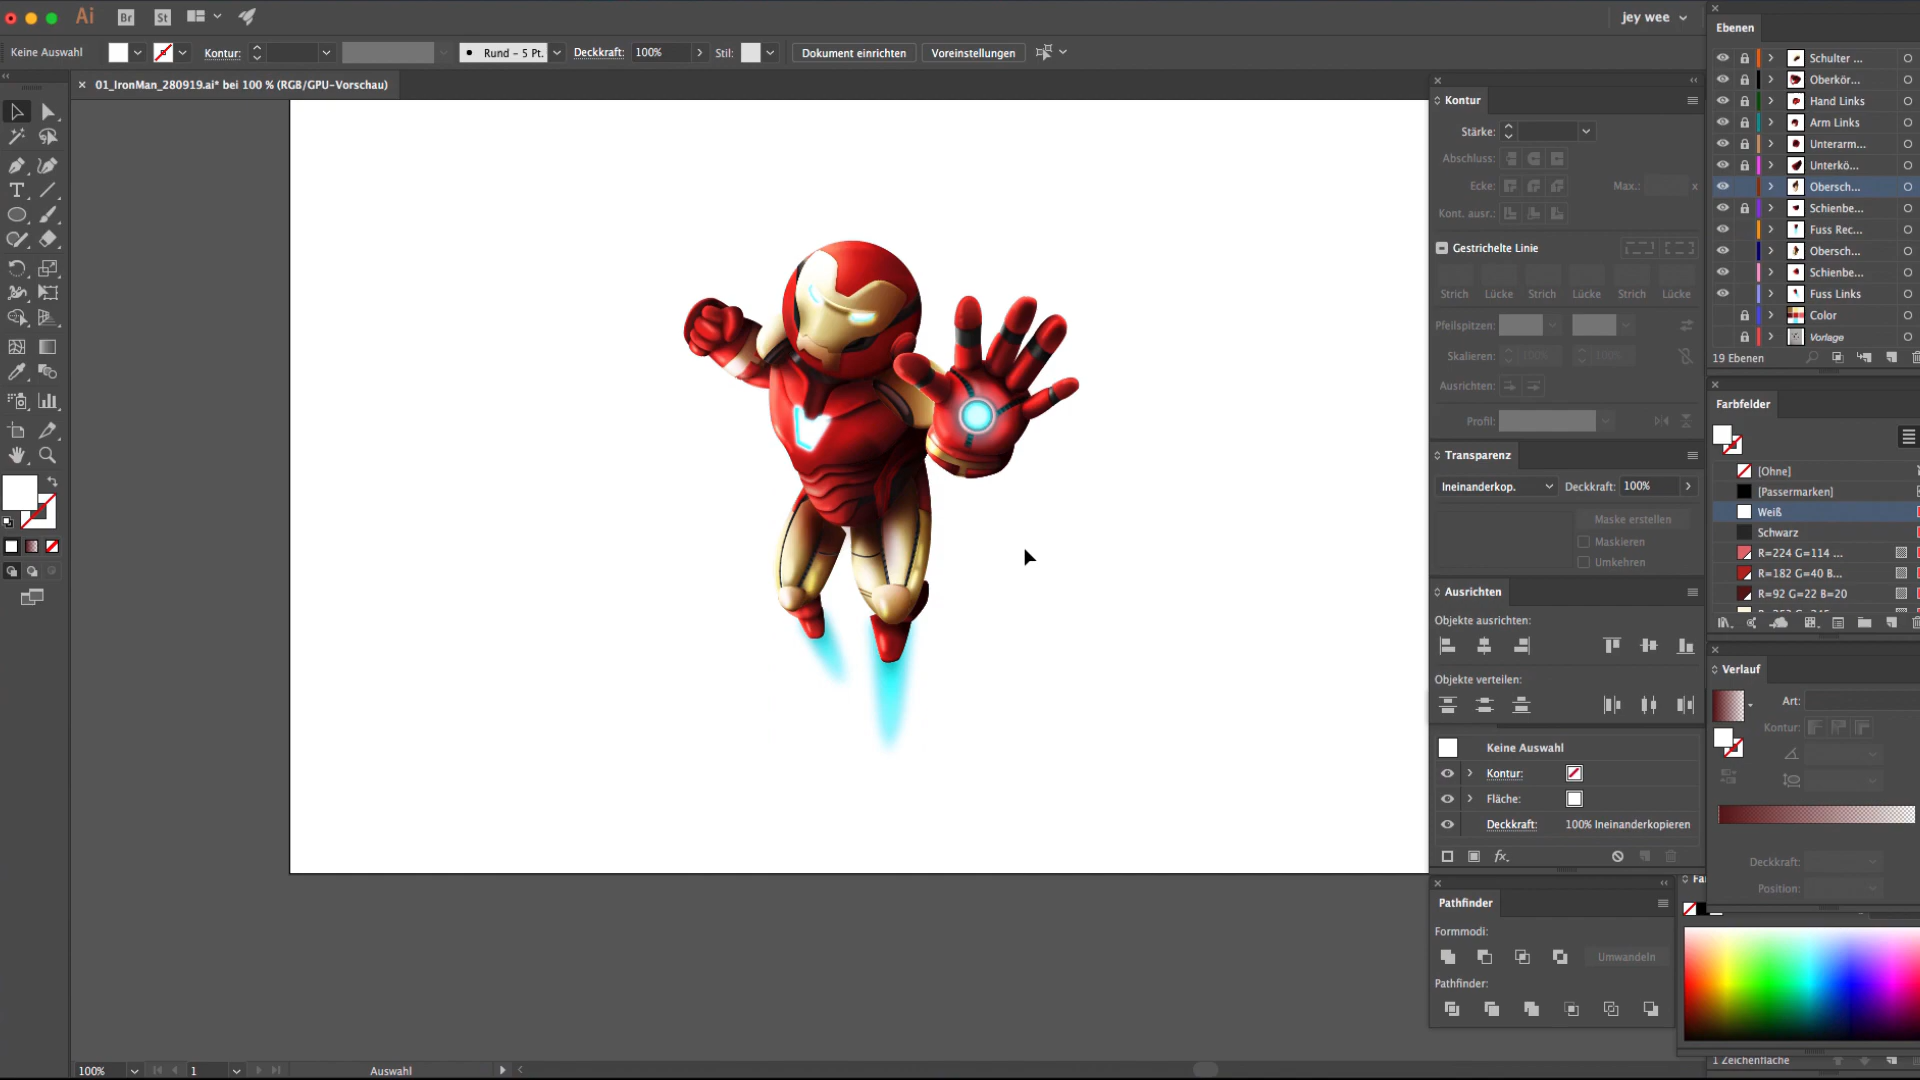 Ai
Br
St
jey wee
Keine Auswahl
Kontur:
Rund - 5 Pt.
Deckkraft:
100%
Stil:
Dokument einrichten
Voreinstellungen
01_IronMan_280919.ai* bei 100 % (RGB/GPU-Vorschau)
Ebenen
Schulter ...
Oberkör...
Hand Links
Arm Links
Unterarm...
Unterkö...
Obersch...
Schienbe...
Fuss Rec...
Obersch...
Schienbe...
Fuss Links
Color
Vorlage
19 Ebenen
Kontur
Stärke:
Abschluss:
Ecke:
Max.:
x
Kont. ausr.:
Gestrichelte Linie
Strich
Lücke
Strich
Lücke
Strich
Lücke
Pfeilspitzen:
Skalieren:
100%
100%
Ausrichten:
Profil:
Transparenz
Ineinanderkop.
Deckkraft:
100%
Maske erstellen
Maskieren
Umkehren
Ausrichten
Objekte ausrichten:
Objekte verteilen:
Keine Auswahl
Kontur:
Fläche:
Deckkraft:
100% Ineinanderkopieren
fx.
Pathfinder
Formmodi:
Umwandeln
Pathfinder:
Farbfelder
[Ohne]
[Passermarken]
Weiß
Schwarz
R=224 G=114 ...
R=182 G=40 B...
R=92 G=22 B=20
Verlauf
Art:
Kontur:
Deckkraft:
Position:
1 Zeichenfläche
100%
1
Auswahl